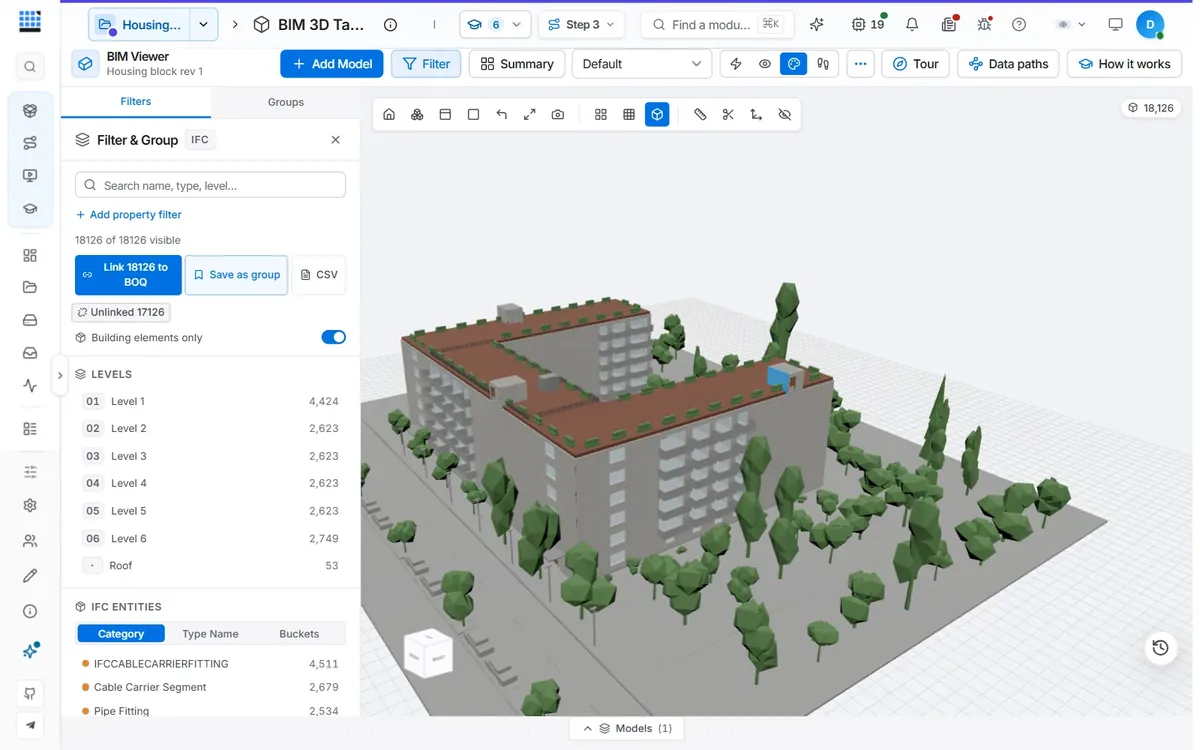 Housing...
BIM 3D Ta...
6
Step 3
Find a modu...
⌘K
19
D
BIM Viewer
Housing block rev 1
+ Add Model
Filter
Summary
Default
Tour
Data paths
How it works
Filters
Groups
18,126
Filter & Group
IFC
Search name, type, level...
+ Add property filter
18126 of 18126 visible
Link 18126 to
BOQ
Save as group
CSV
Unlinked 17126
Building elements only
LEVELS
01 Level 1 4,424
02 Level 2 2,623
03 Level 3 2,623
04 Level 4 2,623
05 Level 5 2,623
06 Level 6 2,749
· Roof 53
IFC ENTITIES
Category
Type Name
Buckets
IFCCABLECARRIERFITTING 4,511
Cable Carrier Segment 2,679
Pipe Fitting 2,534
Models (1)